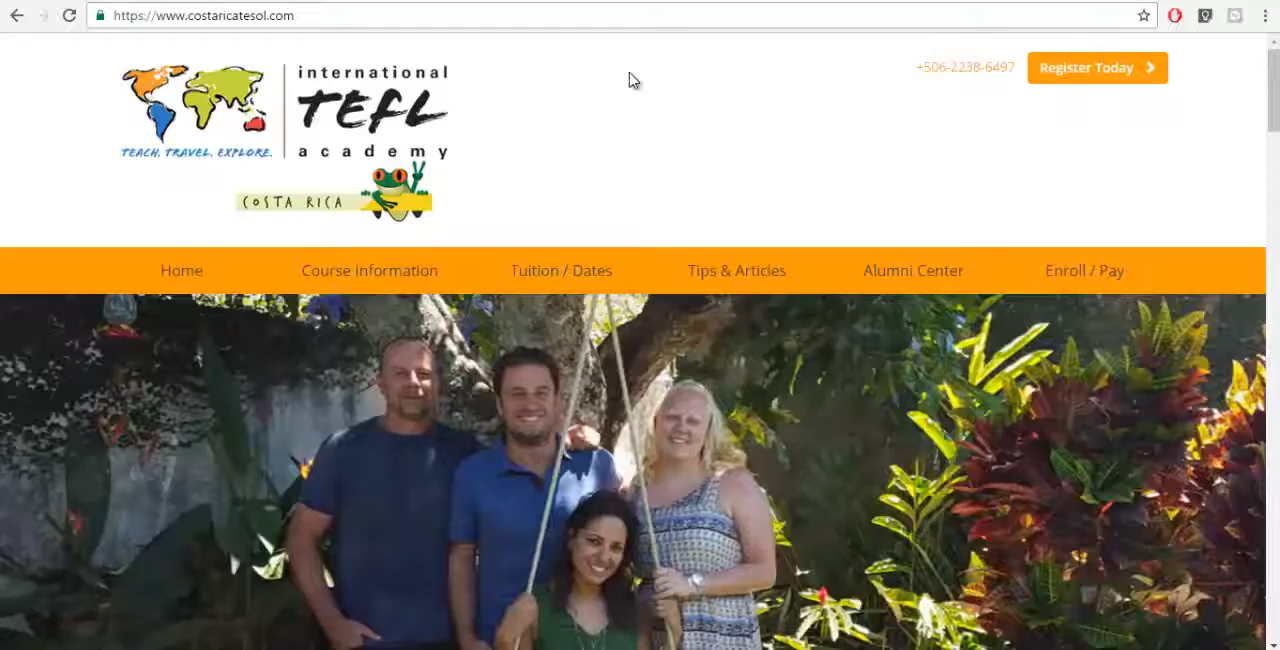 https://www.costaricatesol.com
international
TEFL
academy
TEACH. TRAVEL. EXPLORE.
COSTA RICA
+506-2238-6497
Register Today
Home
Course Information
Tuition / Dates
Tips & Articles
Alumni Center
Enroll / Pay